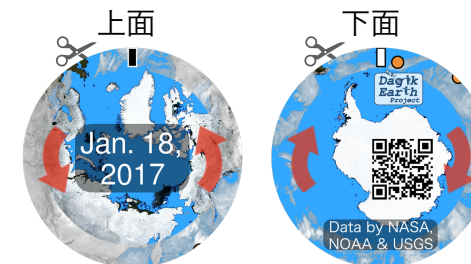 上面
下面
Jan. 18,
2017
Dagik
Earth
Project
Data by NASA,
NOAA & USGS